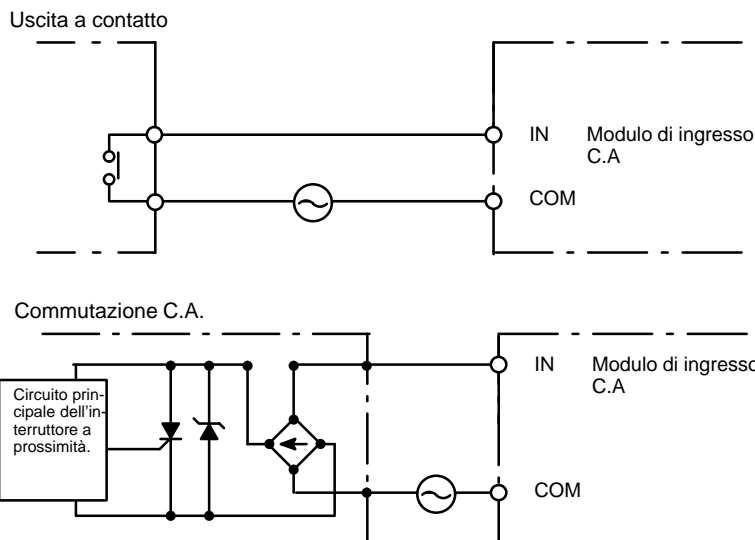 Uscita a contatto
IN
Modulo di ingresso
C.A
COM
Commutazione C.A.
IN
Modulo di ingresso
C.A
Circuito prin-
cipale dell'in-
terruttore a
prossimità.
COM